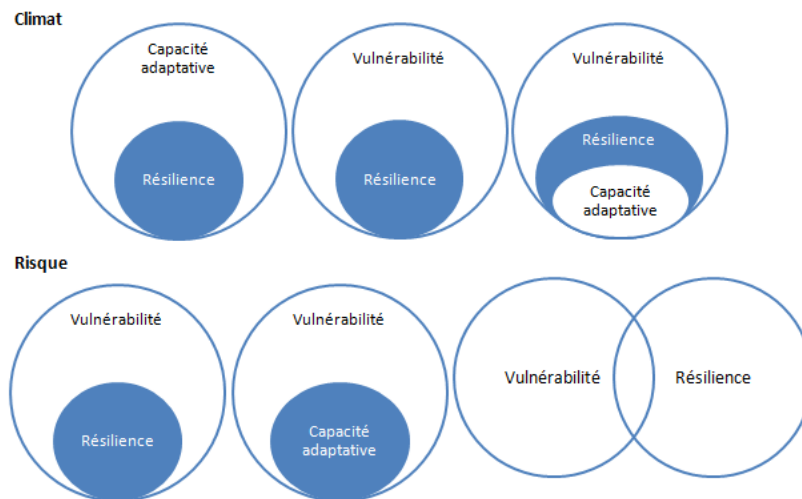 Climat
Capacité
adaptative
Résilience
Vulnérabilité
Résilience
Vulnérabilité
Résilience
Capacité
adaptative
Risque
Vulnérabilité
Résilience
Vulnérabilité
Capacité
adaptative
Vulnérabilité
Résilience